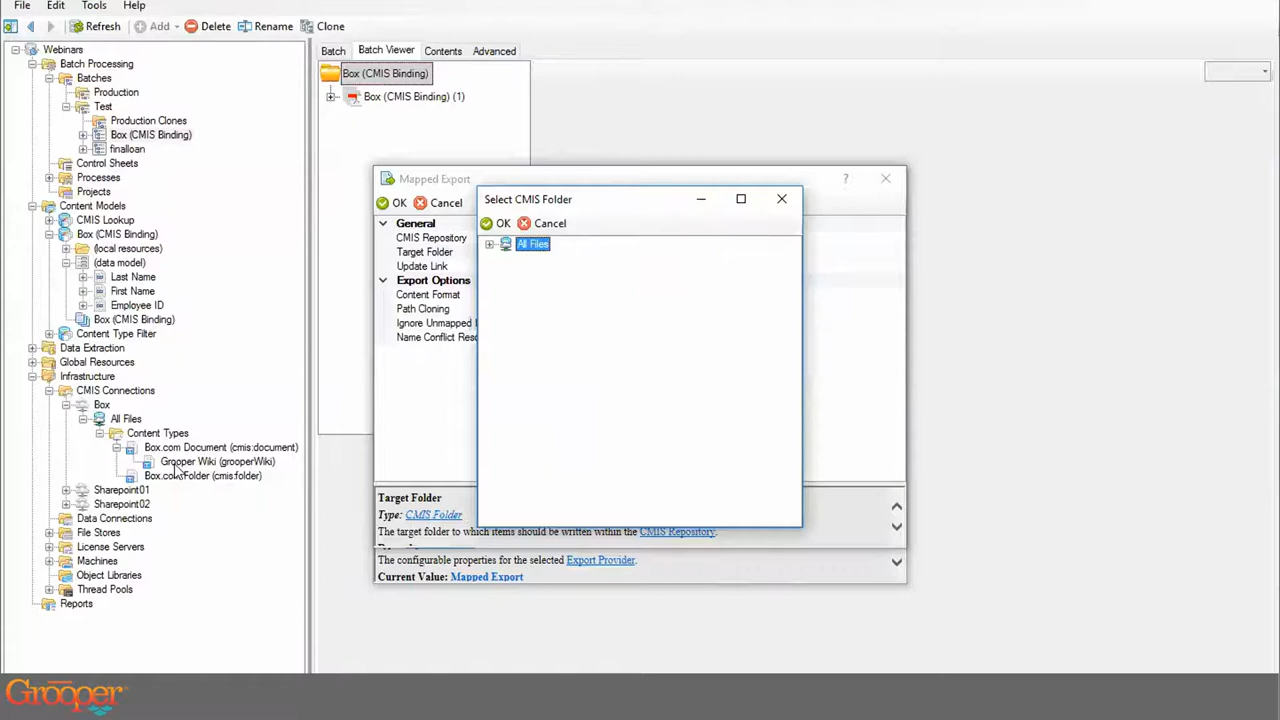 File Edit Tools Help
Refresh Add Delete Rename Clone
Webinars
Batch Processing
Batches
Production
Test
Production Clones
Box (CMIS Binding)
finalloan
Control Sheets
Processes
Projects
Content Models
CMIS Lookup
Box (CMIS Binding)
(local resources)
(data model)
Last Name
First Name
Employee ID
Box (CMIS Binding)
Content Type Filter
Data Extraction
Global Resources
Infrastructure
CMIS Connections
Box
All Files
Content Types
Box.com Document (cmis:document)
Grooper Wiki (grooperWiki)
Box.com Folder (cmis:folder)
Sharepoint01
Sharepoint02
Data Connections
File Stores
License Servers
Machines
Object Libraries
Thread Pools
Reports
Batch Batch Viewer Contents Advanced
Box (CMIS Binding)
Box (CMIS Binding) (1)
Mapped Export ?
OK Cancel
General
CMIS Repository
Target Folder
Update Link
Export Options
Content Format
Path Cloning
Ignore Unmapped
Name Conflict Reso
Select CMIS Folder
OK Cancel
All Files
Target Folder
Type: CMIS Folder
The target folder to which items should be written within the CMIS Repository.
The configurable properties for the selected Export Provider.
Current Value: Mapped Export
Grooper